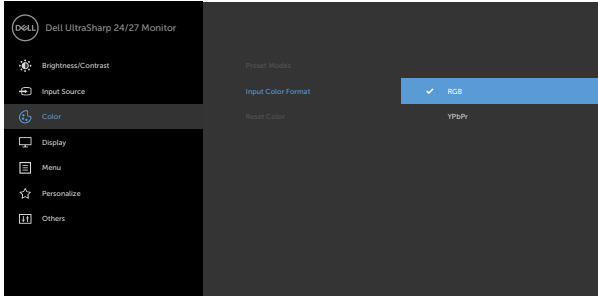 DELL
Dell UltraSharp 24/27 Monitor
Brightness/Contrast
Input Source
Color
Display
Menu
Personalize
Others
Preset Modes
Input Color Format
Reset Color
RGB
YPbPr